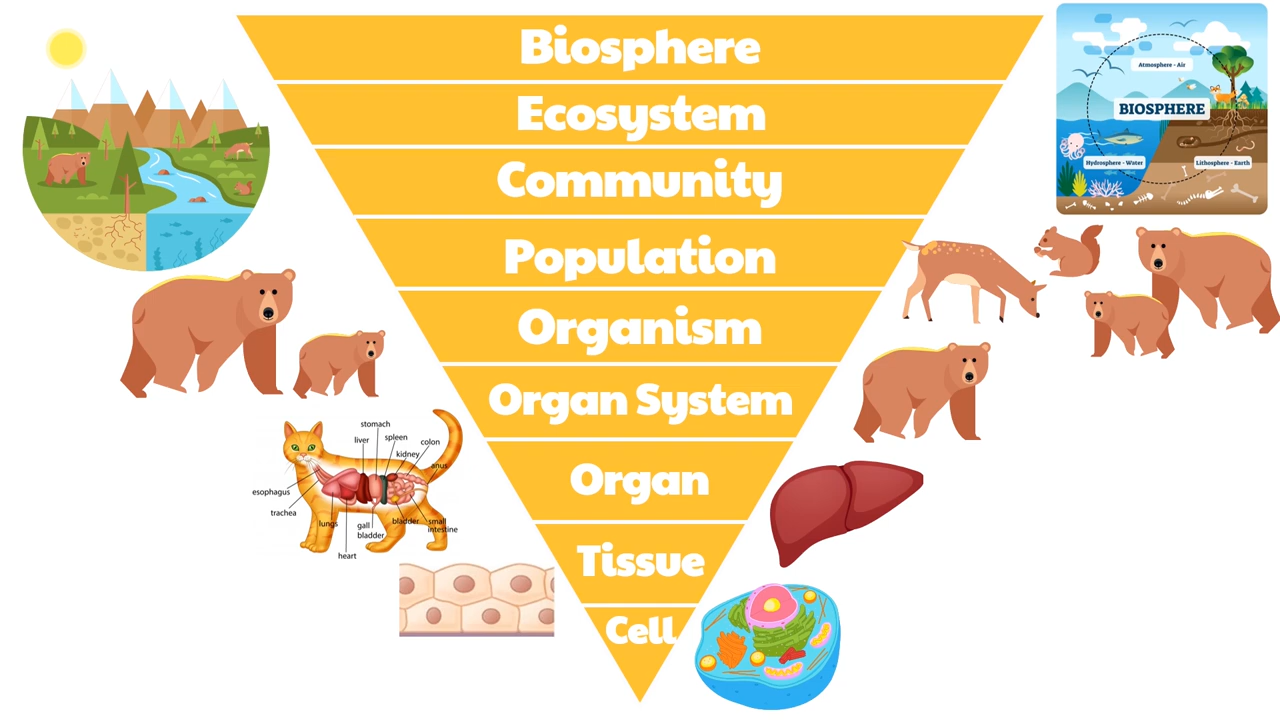 Biosphere
Ecosystem
Community
Population
Organism
Organ System
Organ
Tissue
Cell
Atmosphere - Air
BIOSPHERE
Hydrosphere - Water
Lithosphere - Earth
stomach
liver
spleen
colon
kidney
anus
esophagus
trachea
lungs
gall
bladder
bladder
small
intestine
heart